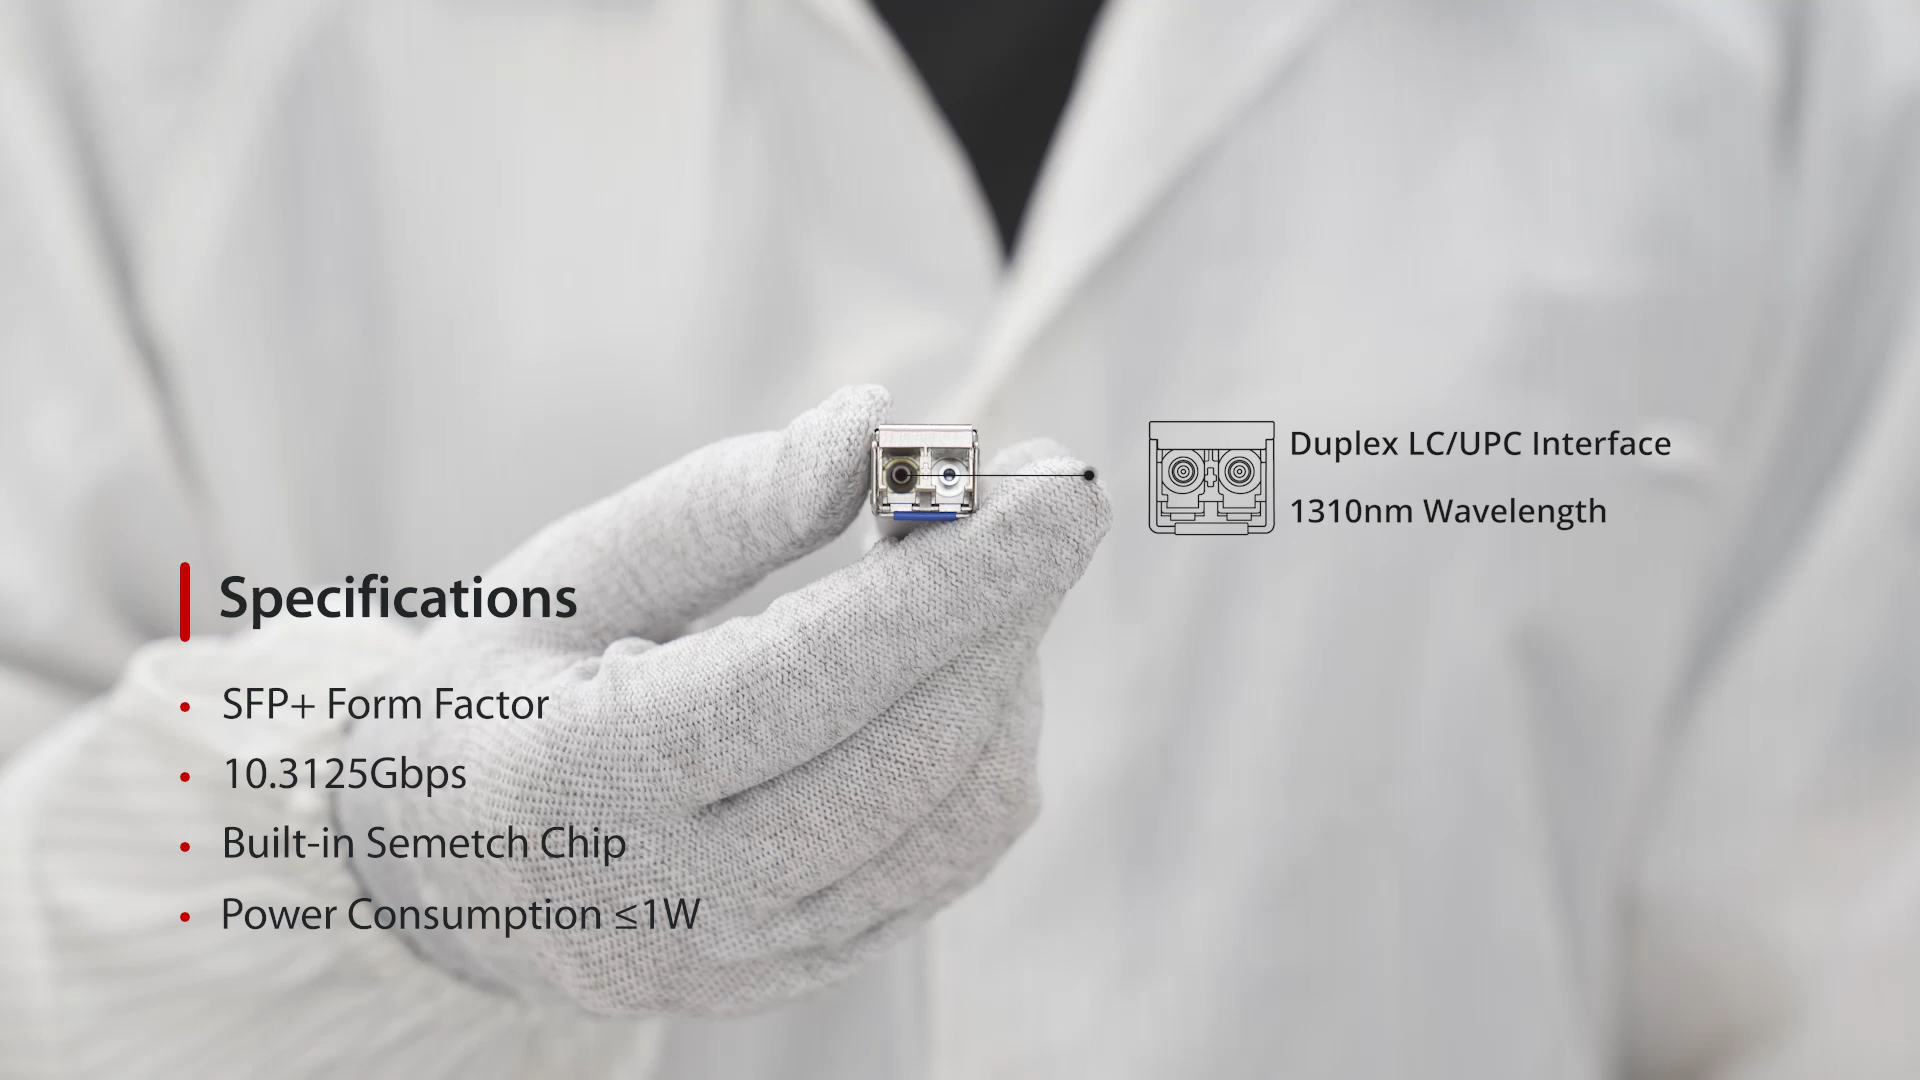 Duplex LC/UPC Interface
1310nm Wavelength
Specifications
• SFP+ Form Factor
• 10.3125Gbps
• Built-in Semetch Chip
• Power Consumption ≤1W